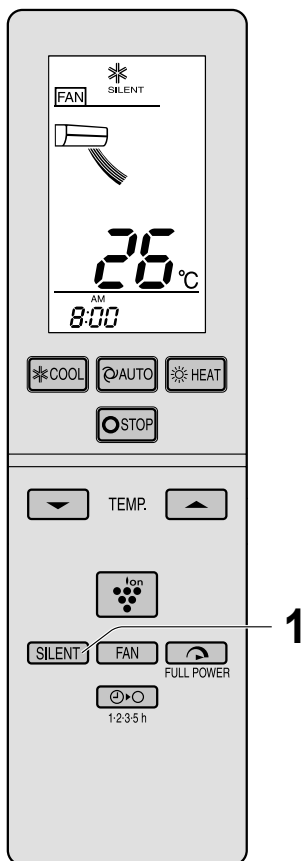 SILENT
FAN
26°C
AM
8:00
COOL AUTO HEAT
STOP
TEMP.
ion
1
SILENT FAN
FULL POWER
1·2·3·5 h